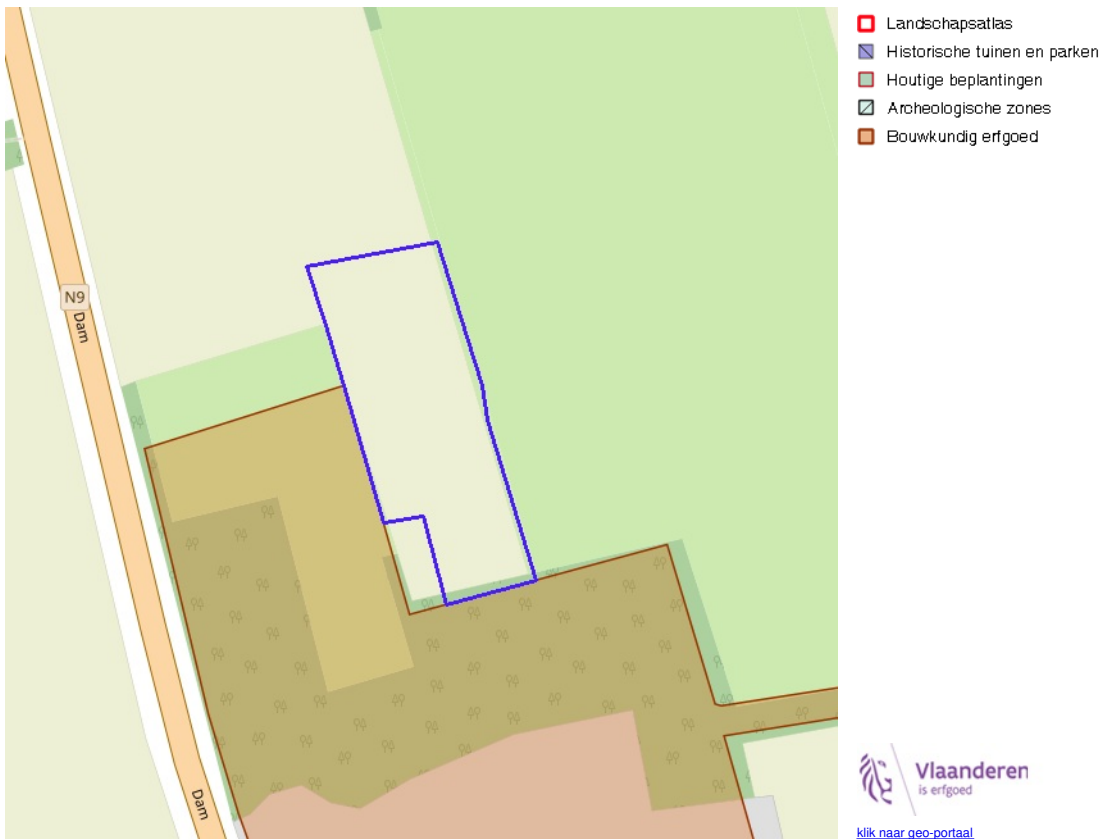 Landschapsatlas
Historische tuinen en parken
Houtige beplantingen
Archeologische zones
Bouwkundig erfgoed
N9
Dam
Dam
Vlaanderen
is erfgoed
klik naar geo-portaal